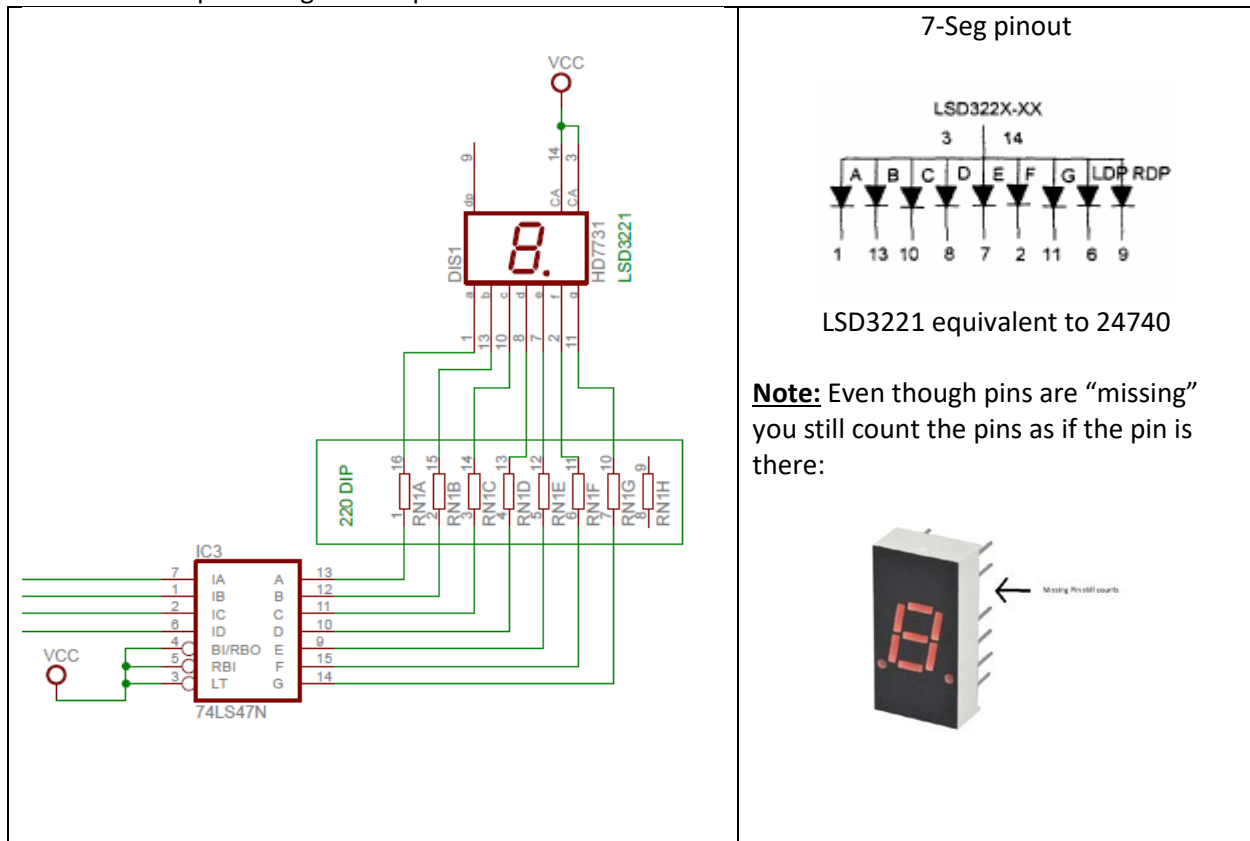 VCC
9
14
3
dp
CA
CA
DIS1
8.
HD7731
LSD3221
a
b
c
d
e
f
g
1
13
10
8
7
2
11
220 DIP
16
15
14
13
12
11
10
9
1
2
3
4
5
6
7
8
RN1A
RN1B
RN1C
RN1D
RN1E
RN1F
RN1G
RN1H
IC3
7 IA A 13
1 IB B 12
2 IC C 11
6 ID D 10
4 BI/RBO E 9
5 RBI F 15
3 LT G 14
VCC
74LS47N
7-Seg pinout
LSD322X-XX
3 14
A B C D E F G LDP RDP
1 13 10 8 7 2 11 6 9
LSD3221 equivalent to 24740
Note: Even though pins are “missing”
you still count the pins as if the pin is
there:
Missing Pin still counts